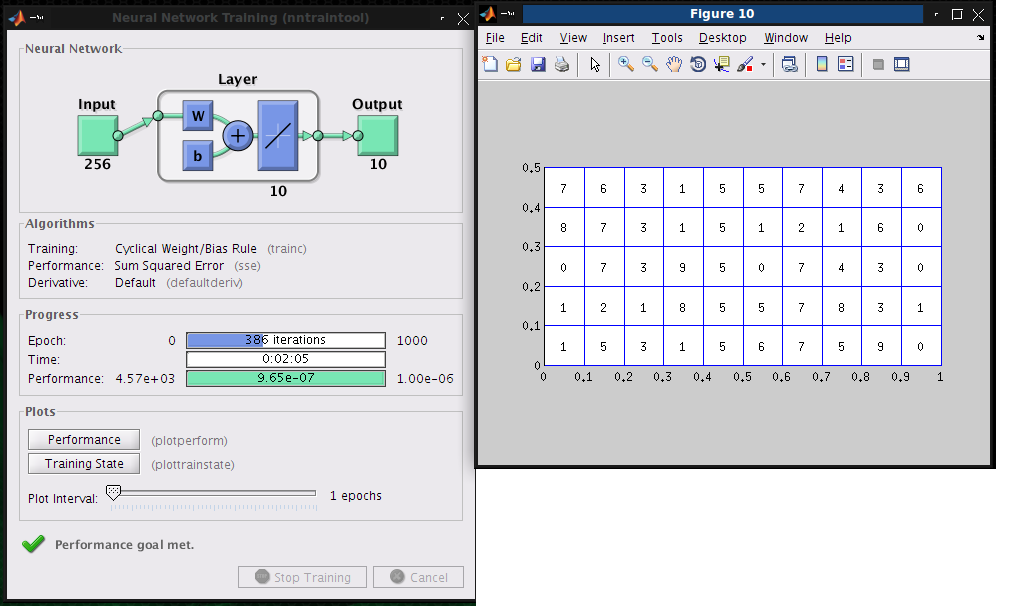 Neural Network Training (nntraintool)
Neural Network
Layer
Input
Output
W
b
+
256
10
10
Algorithms
Training: Cyclical Weight/Bias Rule (trainc)
Performance: Sum Squared Error (sse)
Derivative: Default (defaultderiv)
Progress
Epoch: 0 386 iterations 1000
Time: 0:02:05
Performance: 4.57e+03 9.65e-07 1.00e-06
Plots
Performance (plotperform)
Training State (plottrainstate)
Plot Interval: 1 epochs
Performance goal met.
Stop Training Cancel
Figure 10
File Edit View Insert Tools Desktop Window Help
0.5
7 6 3 1 5 5 7 4 3 6
0.4
8 7 3 1 5 1 2 1 6 0
0.3
0 7 3 9 5 0 7 4 3 0
0.2
1 2 1 8 5 5 7 8 3 1
0.1
1 5 3 1 5 6 7 5 9 0
0
0 0.1 0.2 0.3 0.4 0.5 0.6 0.7 0.8 0.9 1